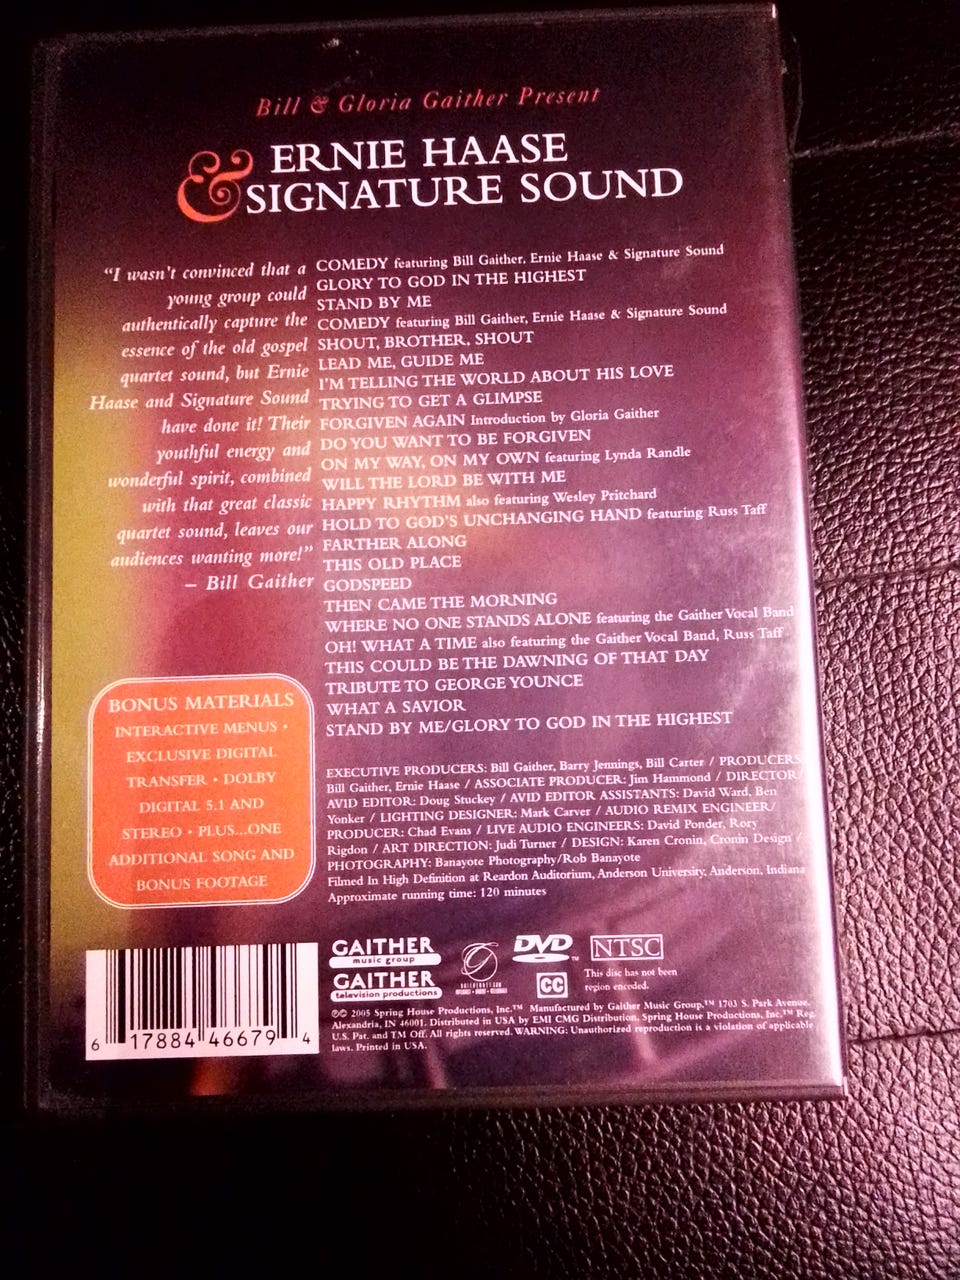 Bill & Gloria Gaither Present
ERNIE HAASE
& SIGNATURE SOUND
“I wasn't convinced that a
young group could
authentically capture the
essence of the old gospel
quartet sound, but Ernie
Haase and Signature Sound
have done it! Their
youthful energy and
wonderful spirit, combined
with that great classic
quartet sound, leaves our
audiences wanting more!”
– Bill Gaither
COMEDY featuring Bill Gaither, Ernie Haase & Signature Sound
GLORY TO GOD IN THE HIGHEST
STAND BY ME
COMEDY featuring Bill Gaither, Ernie Haase & Signature Sound
SHOUT, BROTHER, SHOUT
LEAD ME, GUIDE ME
I'M TELLING THE WORLD ABOUT HIS LOVE
TRYING TO GET A GLIMPSE
FORGIVEN AGAIN Introduction by Gloria Gaither
DO YOU WANT TO BE FORGIVEN
ON MY WAY, ON MY OWN featuring Lynda Randle
WILL THE LORD BE WITH ME
HAPPY RHYTHM also featuring Wesley Pritchard
HOLD TO GOD'S UNCHANGING HAND featuring Russ Taff
FARTHER ALONG
THIS OLD PLACE
GODSPEED
THEN CAME THE MORNING
WHERE NO ONE STANDS ALONE featuring the Gaither Vocal Band
OH! WHAT A TIME also featuring the Gaither Vocal Band, Russ Taff
THIS COULD BE THE DAWNING OF THAT DAY
TRIBUTE TO GEORGE YOUNCE
WHAT A SAVIOR
STAND BY ME/GLORY TO GOD IN THE HIGHEST
BONUS MATERIALS
INTERACTIVE MENUS •
EXCLUSIVE DIGITAL
TRANSFER • DOLBY
DIGITAL 5.1 AND
STEREO • PLUS...ONE
ADDITIONAL SONG AND
BONUS FOOTAGE
EXECUTIVE PRODUCERS: Bill Gaither, Barry Jennings, Bill Carter / PRODUCERS:
Bill Gaither, Ernie Haase / ASSOCIATE PRODUCER: Jim Hammond / DIRECTOR/
AVID EDITOR: Doug Stuckey / AVID EDITOR ASSISTANTS: David Ward, Ben
Yonker / LIGHTING DESIGNER: Mark Carver / AUDIO REMIX ENGINEER/
PRODUCER: Chad Evans / LIVE AUDIO ENGINEERS: David Ponder, Rory
Rigdon / ART DIRECTION: Judi Turner / DESIGN: Karen Cronin, Cronin Design /
PHOTOGRAPHY: Banayote Photography/Rob Banayote
Filmed In High Definition at Reardon Auditorium, Anderson University, Anderson, Indiana
Approximate running time: 120 minutes
6 17884 46679 4
GAITHER
music group
GAITHER
television productions
DVD™
CC
NTSC
This disc has not been
region encoded.
℗© 2005 Spring House Productions, Inc.™ Manufactured by Gaither Music Group,™ 1703 S. Park Avenue,
Alexandria, IN 46001. Distributed in USA by EMI CMG Distribution. Spring House Productions, Inc.™ Reg.
U.S. Pat. and TM Off. All rights reserved. WARNING: Unauthorized reproduction is a violation of applicable
laws. Printed in USA.